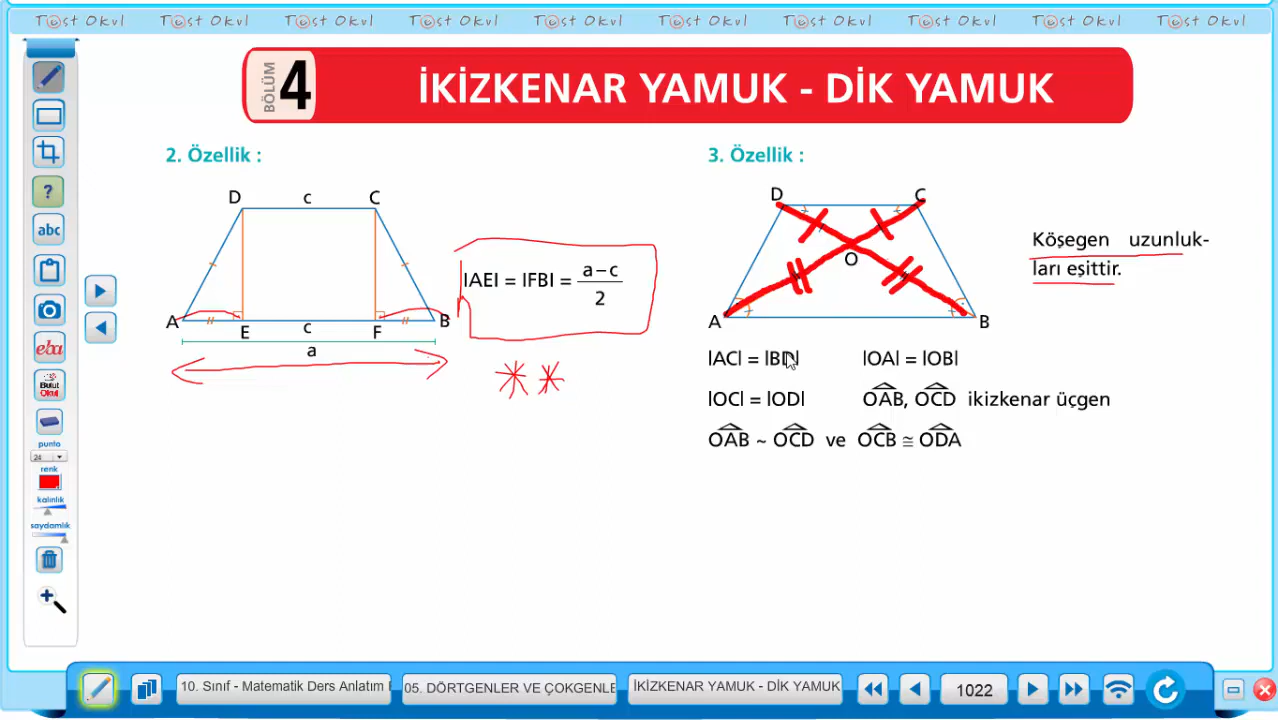 Test Okul Test Okul Test Okul Test Okul Test Okul Test Okul Test Okul Test Okul Test Okul Test Okul
BÖLÜM 4
İKİZKENAR YAMUK - DİK YAMUK
2. Özellik :
D c C
A E c F B
a
|AE| = |FB| = a – c
2
3. Özellik :
D C
O
A B
Köşegen uzunluk-
ları eşittir.
|AC| = |BD| |OA| = |OB|
|OC| = |OD| OAB, OCD ikizkenar üçgen
OAB ~ OCD ve OCB ≅ ODA
?
abc
eba
Bulut
Okul
punto
24
renk
kalınlık
saydamlık
10. Sınıf - Matematik Ders Anlatım
05. DÖRTGENLER VE ÇOKGENLE
İKİZKENAR YAMUK - DİK YAMUK
1022